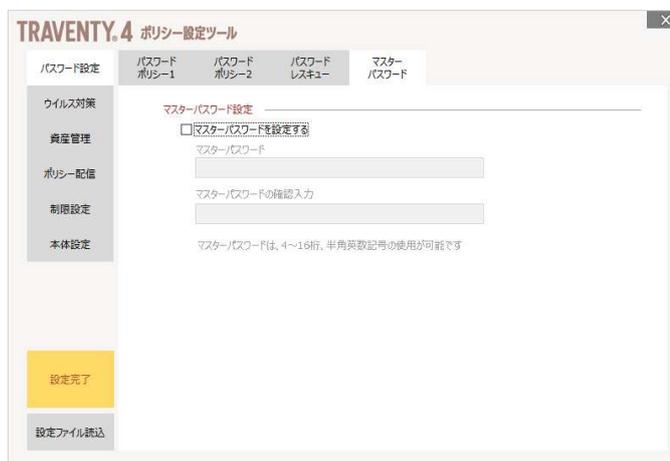 TRAVENTY® 4 ポリシー設定ツール
パスワード設定
パスワード
ポリシー1
パスワード
ポリシー2
パスワード
レスキュー
マスター
パスワード
ウイルス対策
資産管理
ポリシー配信
制限設定
本体設定
マスターパスワード設定
マスターパスワードを設定する
マスターパスワード
マスターパスワードの確認入力
マスターパスワードは、4～16桁、半角英数記号の使用が可能です
設定完了
設定ファイル読込